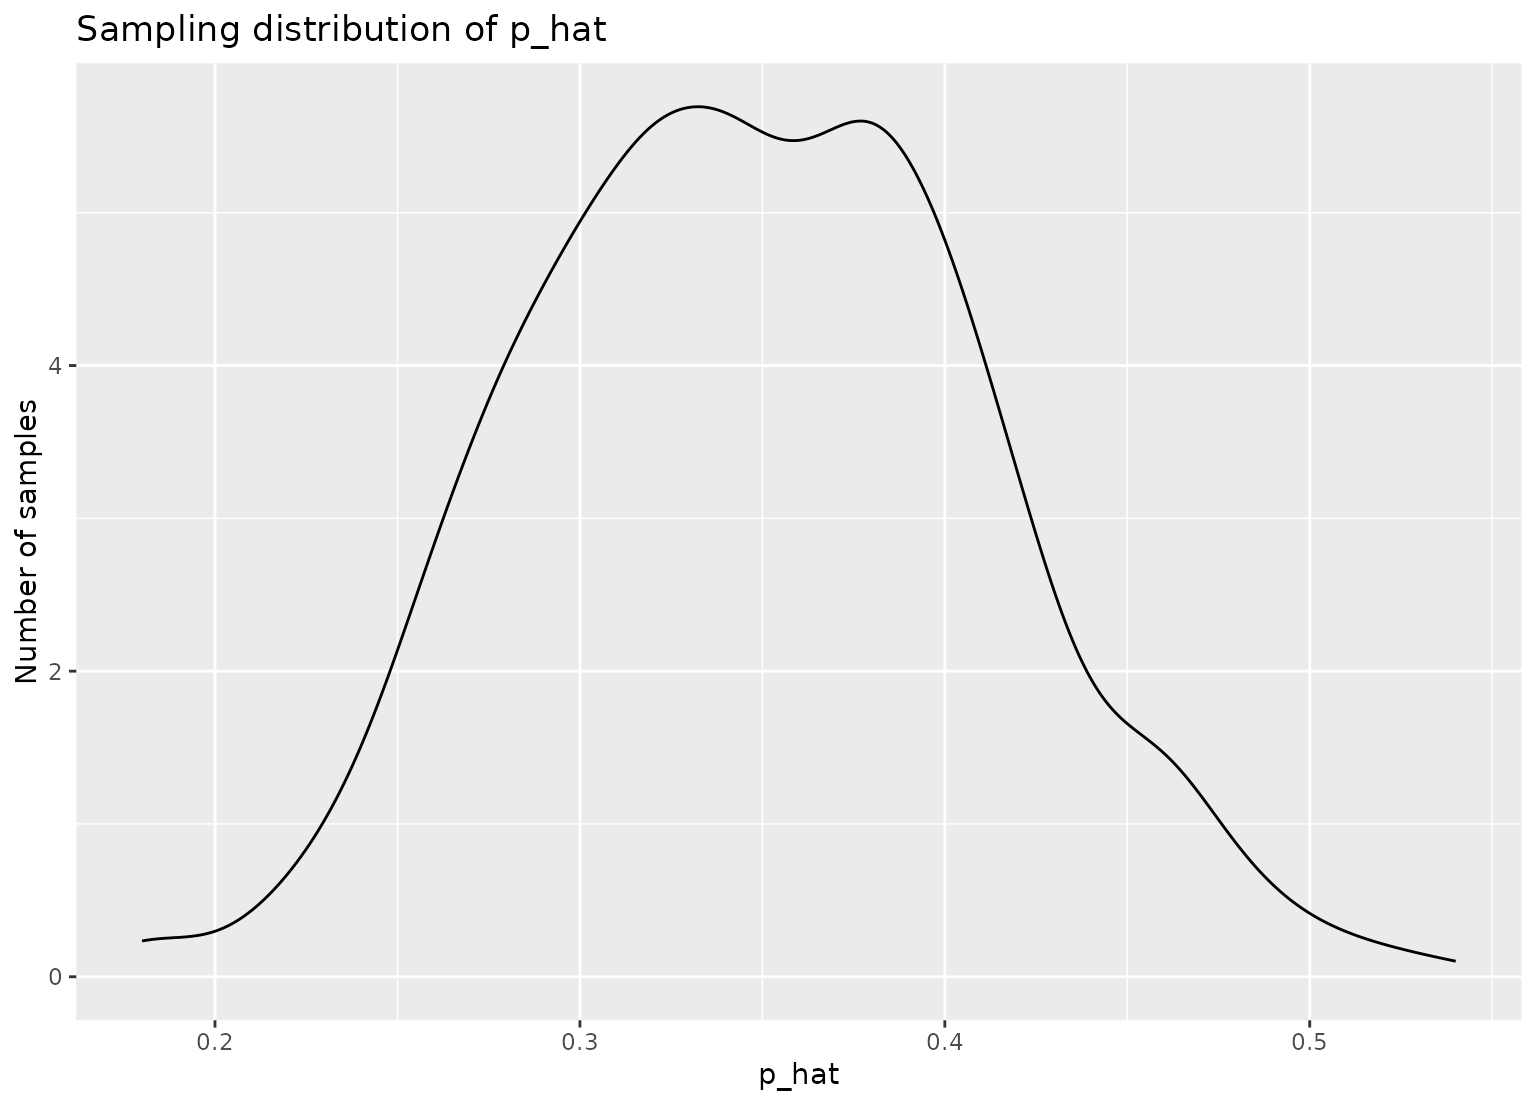 Sampling distribution of p_hat
Number of samples
4
2
0
0.2 0.3 0.4 0.5
p_hat